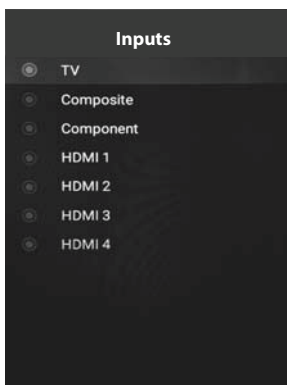 Inputs
TV
Composite
Component
HDMI 1
HDMI 2
HDMI 3
HDMI 4